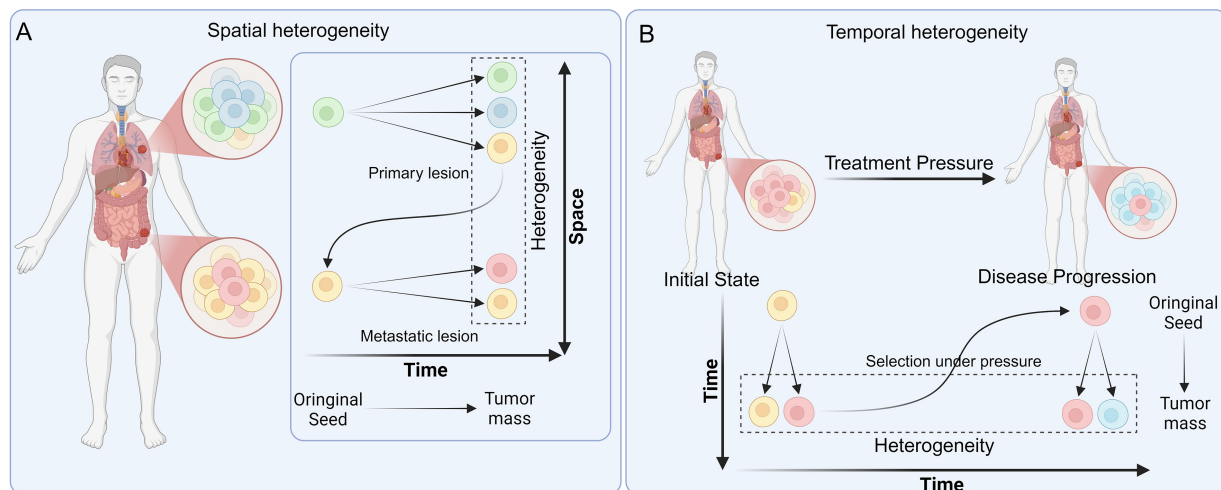 A
Spatial heterogeneity
Primary lesion
Heterogeneity
Space
Metastatic lesion
Time
Oringinal
Seed
Tumor
mass
B
Temporal heterogeneity
Treatment Pressure
Initial State
Disease Progression
Oringinal
Seed
Selection under pressure
Time
Tumor
mass
Heterogeneity
Time